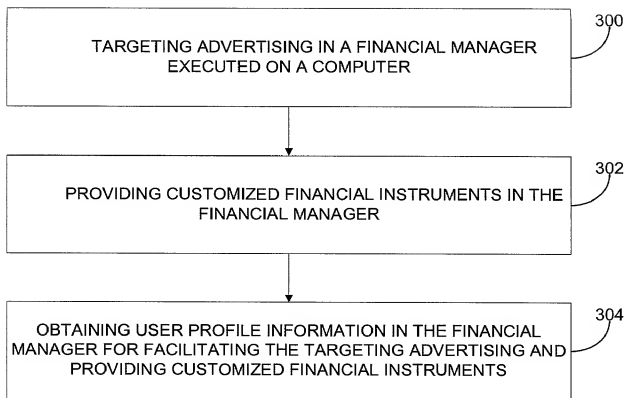 300
TARGETING ADVERTISING IN A FINANCIAL MANAGER
EXECUTED ON A COMPUTER
302
PROVIDING CUSTOMIZED FINANCIAL INSTRUMENTS IN THE
FINANCIAL MANAGER
304
OBTAINING USER PROFILE INFORMATION IN THE FINANCIAL
MANAGER FOR FACILITATING THE TARGETING ADVERTISING AND
PROVIDING CUSTOMIZED FINANCIAL INSTRUMENTS